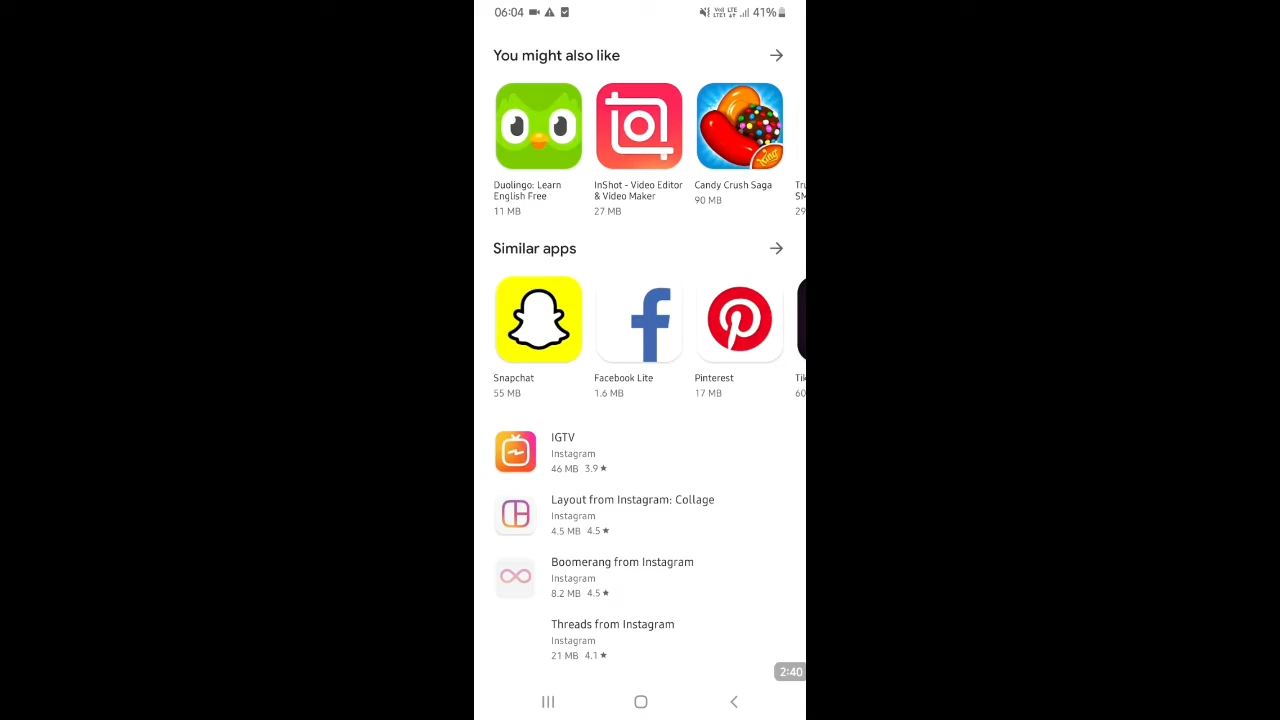 06:04
41%
You might also like
Duolingo: Learn
English Free
11 MB
InShot - Video Editor
& Video Maker
27 MB
Candy Crush Saga
90 MB
King
Similar apps
Snapchat
55 MB
Facebook Lite
1.6 MB
Pinterest
17 MB
IGTV
Instagram
46 MB 3.9 ★
Layout from Instagram: Collage
Instagram
4.5 MB 4.5 ★
Boomerang from Instagram
Instagram
8.2 MB 4.5 ★
Threads from Instagram
Instagram
21 MB 4.1 ★
2:40